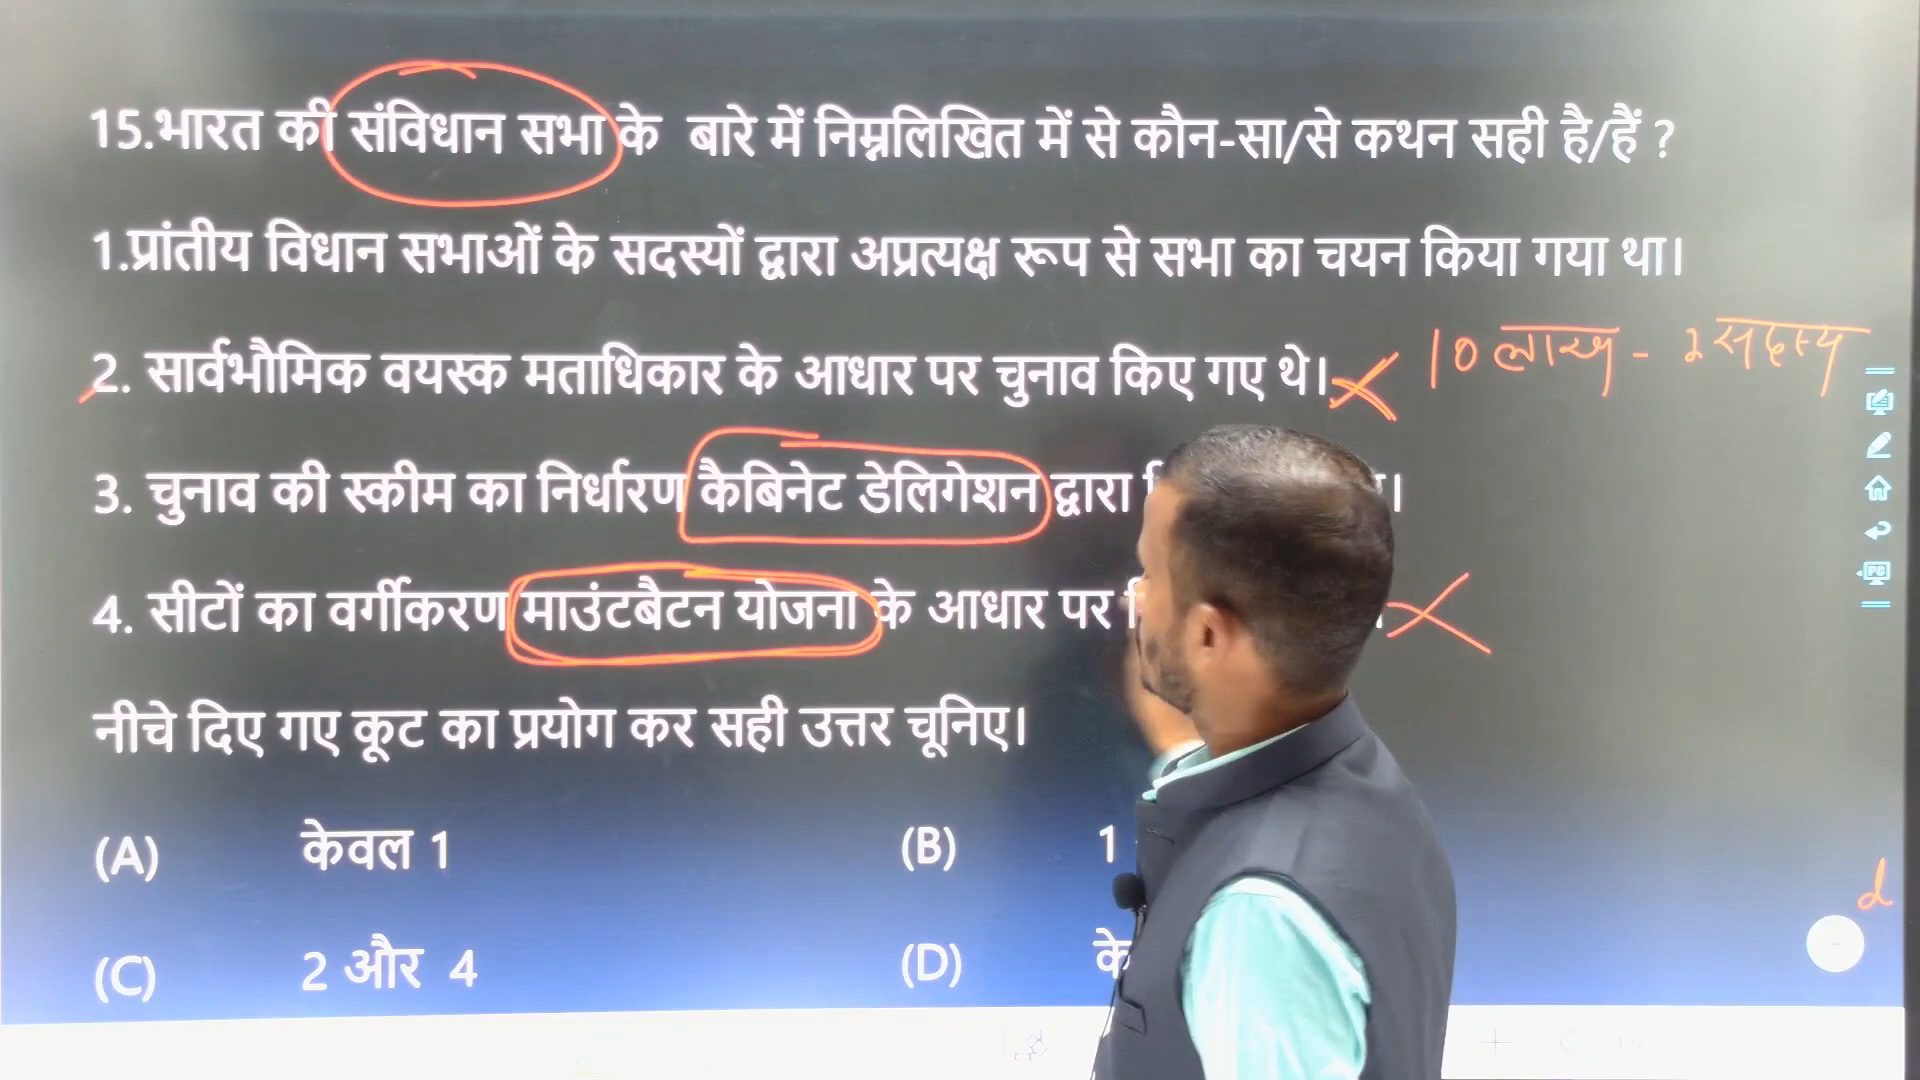 15.भारत की संविधान सभा के बारे में निम्नलिखित में से कौन-सा/से कथन सही है/हैं ?
1.प्रांतीय विधान सभाओं के सदस्यों द्वारा अप्रत्यक्ष रूप से सभा का चयन किया गया था।
2. सार्वभौमिक वयस्क मताधिकार के आधार पर चुनाव किए गए थे। 10 लाख - 2 सदस्य
3. चुनाव की स्कीम का निर्धारण कैबिनेट डेलिगेशन द्वारा
4. सीटों का वर्गीकरण माउंटबैटन योजना के आधार पर
नीचे दिए गए कूट का प्रयोग कर सही उत्तर चूनिए।
(A) केवल 1 (B) 1
d
(C) 2 और 4 (D)
PC